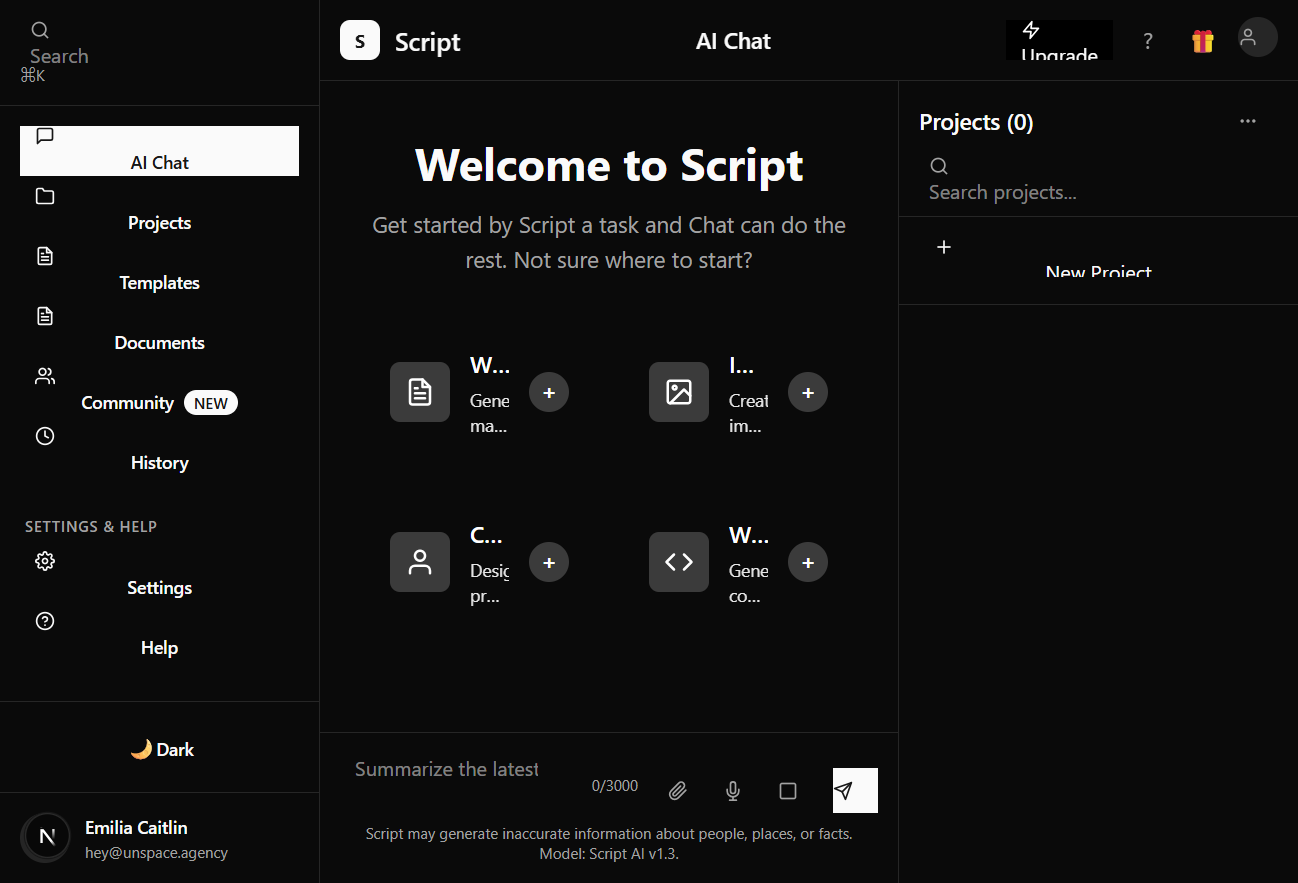 Search
⌘K
AI Chat
Projects
Templates
Documents
Community NEW
History
SETTINGS & HELP
Settings
Help
🌙 Dark
N
Emilia Caitlin
hey@unspace.agency
S Script
AI Chat
Upgrade
?
Welcome to Script
Get started by Script a task and Chat can do the
rest. Not sure where to start?
W...
Gene
ma...
+
I...
Creat
im...
+
C...
Desig
pr...
+
W...
Gene
co...
+
Summarize the latest
0/3000
Script may generate inaccurate information about people, places, or facts.
Model: Script AI v1.3.
Projects (0)
...
Search projects...
+
New Project